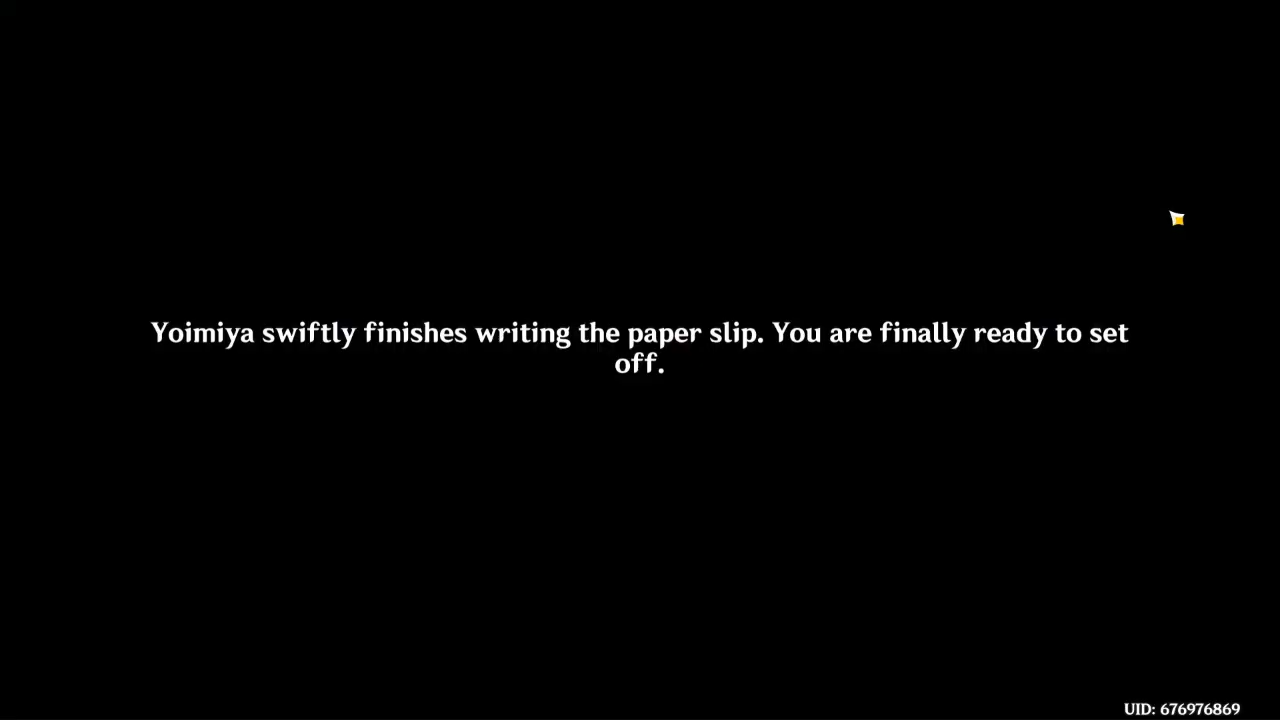 Yoimiya swiftly finishes writing the paper slip. You are finally ready to set
off.
UID: 676976869